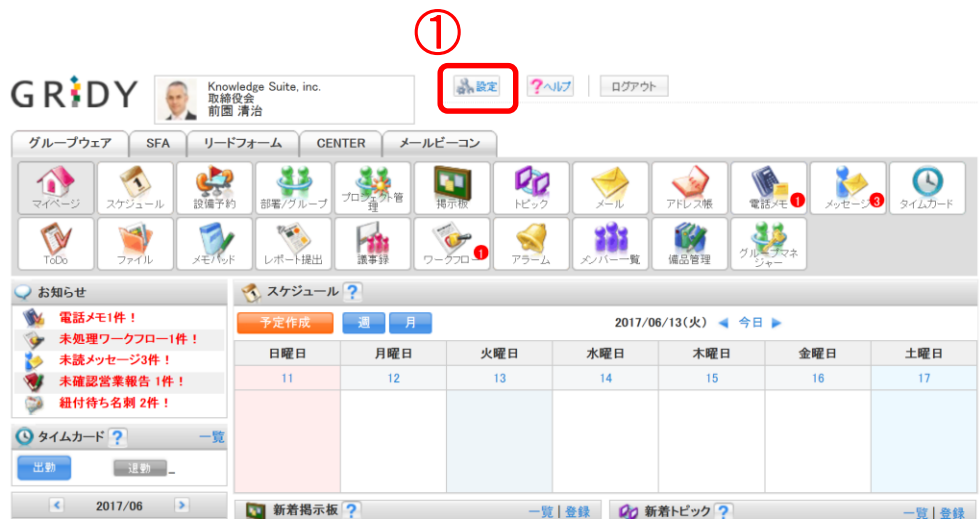 ①
GRiDY
Knowledge Suite, inc.
取締役会
前園 清治
設定
?ヘルプ
ログアウト
グループウェア SFA リードフォーム CENTER メールビーコン
マイページ スケジュール 設備予約 部署/グループ プロジェクト管理 掲示板 トピック メール アドレス帳 電話メモ 1 メッセージ 3 タイムカード
ToDo ファイル メモパッド レポート提出 議事録 ワークフロー 1 アラーム メンバー一覧 備品管理 グループマネジャー
お知らせ
電話メモ1件！
未処理ワークフロー1件！
未読メッセージ3件！
未確認営業報告 1件！
紐付待ち名刺 2件！
タイムカード ? 一覧
出勤 退勤 _
< 2017/06 >
スケジュール ?
予定作成 週 月 2017/06/13(火) ◀ 今日 ▶
日曜日 月曜日 火曜日 水曜日 木曜日 金曜日 土曜日
11 12 13 14 15 16 17
新着掲示板 ? 一覧 | 登録
新着トピック ? 一覧 | 登録